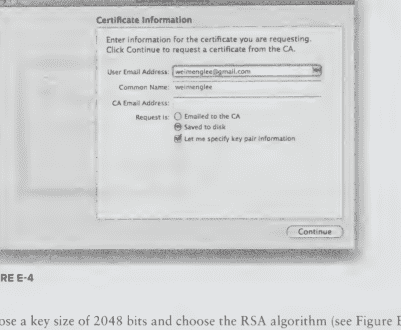 Certificate Information
Enter information for the certificate you are requesting.
Click Continue to request a certificate from the CA.
User Email Address: weimenglee@gmail.com
Common Name: weimenglee
CA Email Address:
Request is: Emailed to the CA
Saved to disk
Let me specify key pair information
Continue
RE E-4
ose a key size of 2048 bits and choose the RSA algorithm (see Figure E